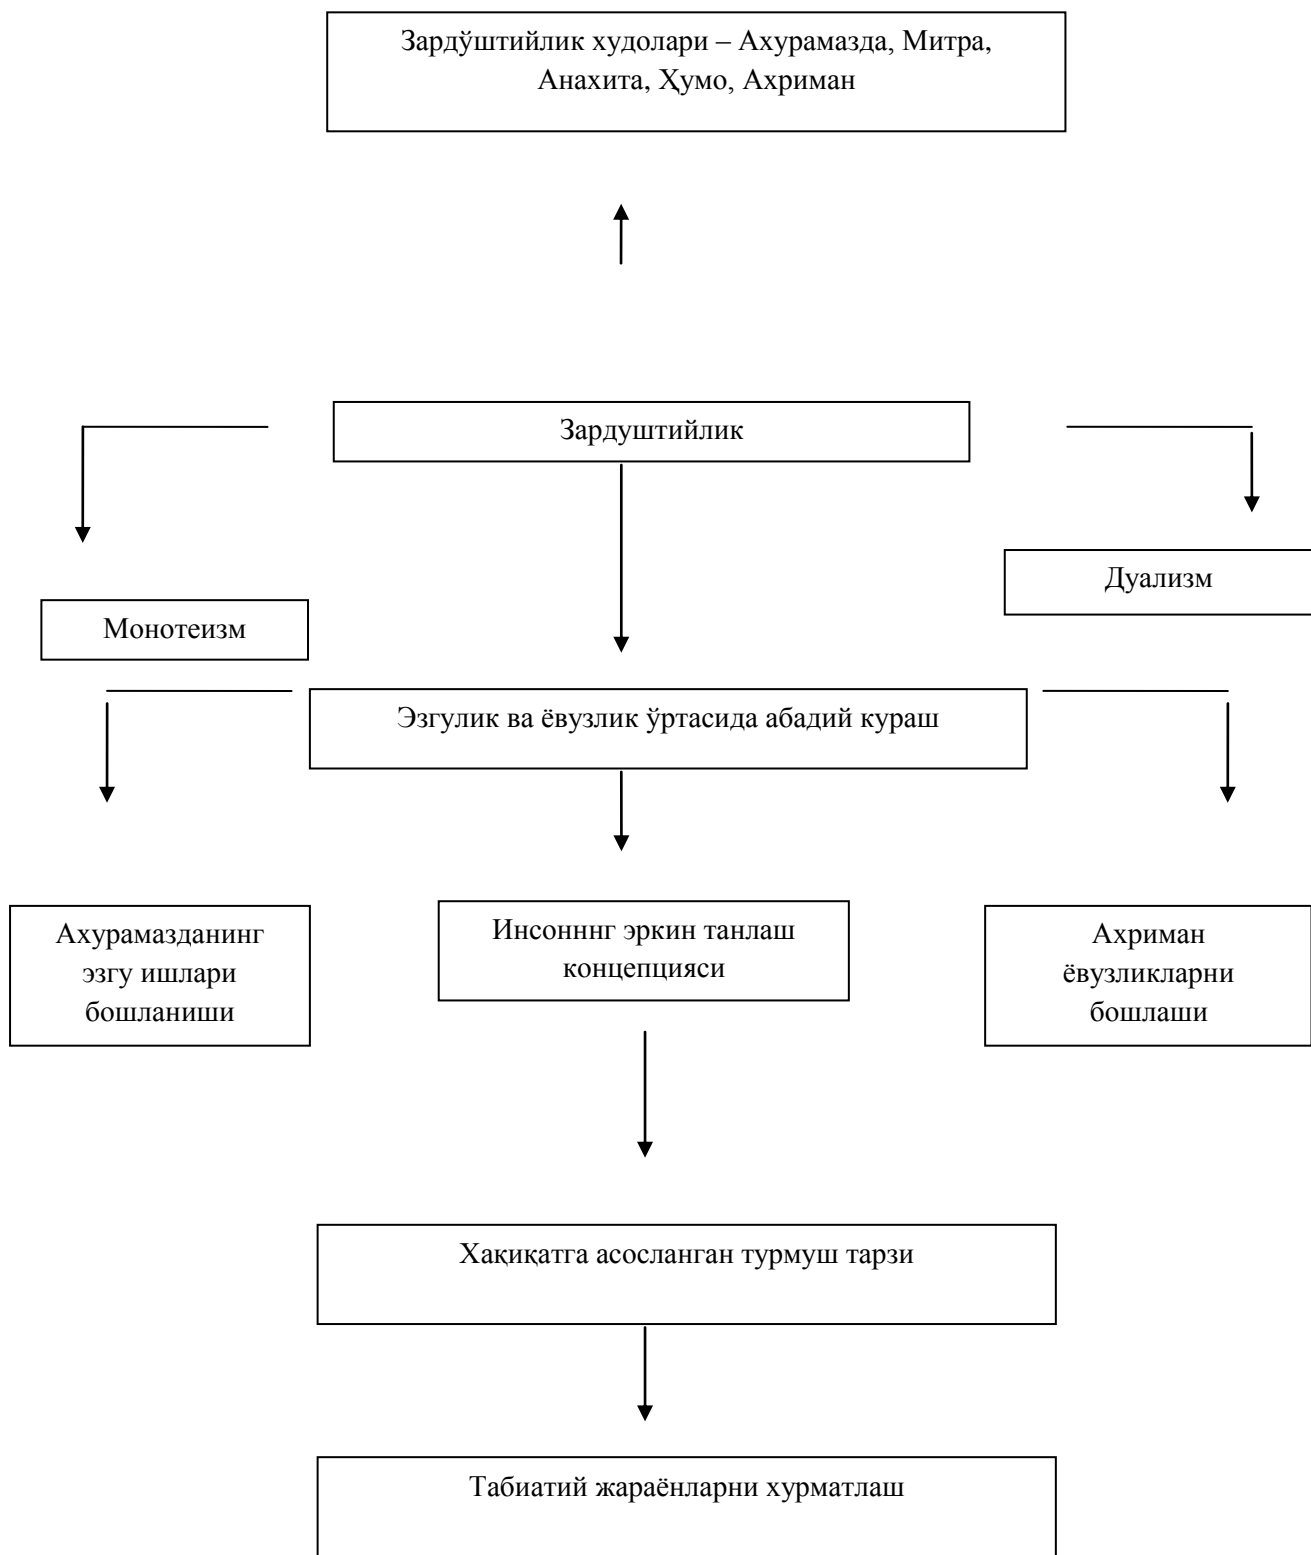 Зардўштийлик худолари – Ахурамазда, Митра,
Анахита, Ҳумо, Ахриман
Зардуштийлик
Дуализм
Монотеизм
Эзгулик ва ёвузлик ўртасида абадий кураш
Ахурамазданинг
эзгу ишлари
бошланиши
Инсонннг эркин танлаш
концепцияси
Ахриман
ёвузликларни
бошлаши
Хақиқатга асосланган турмуш тарзи
Табиатий жараёнларни хурматлаш